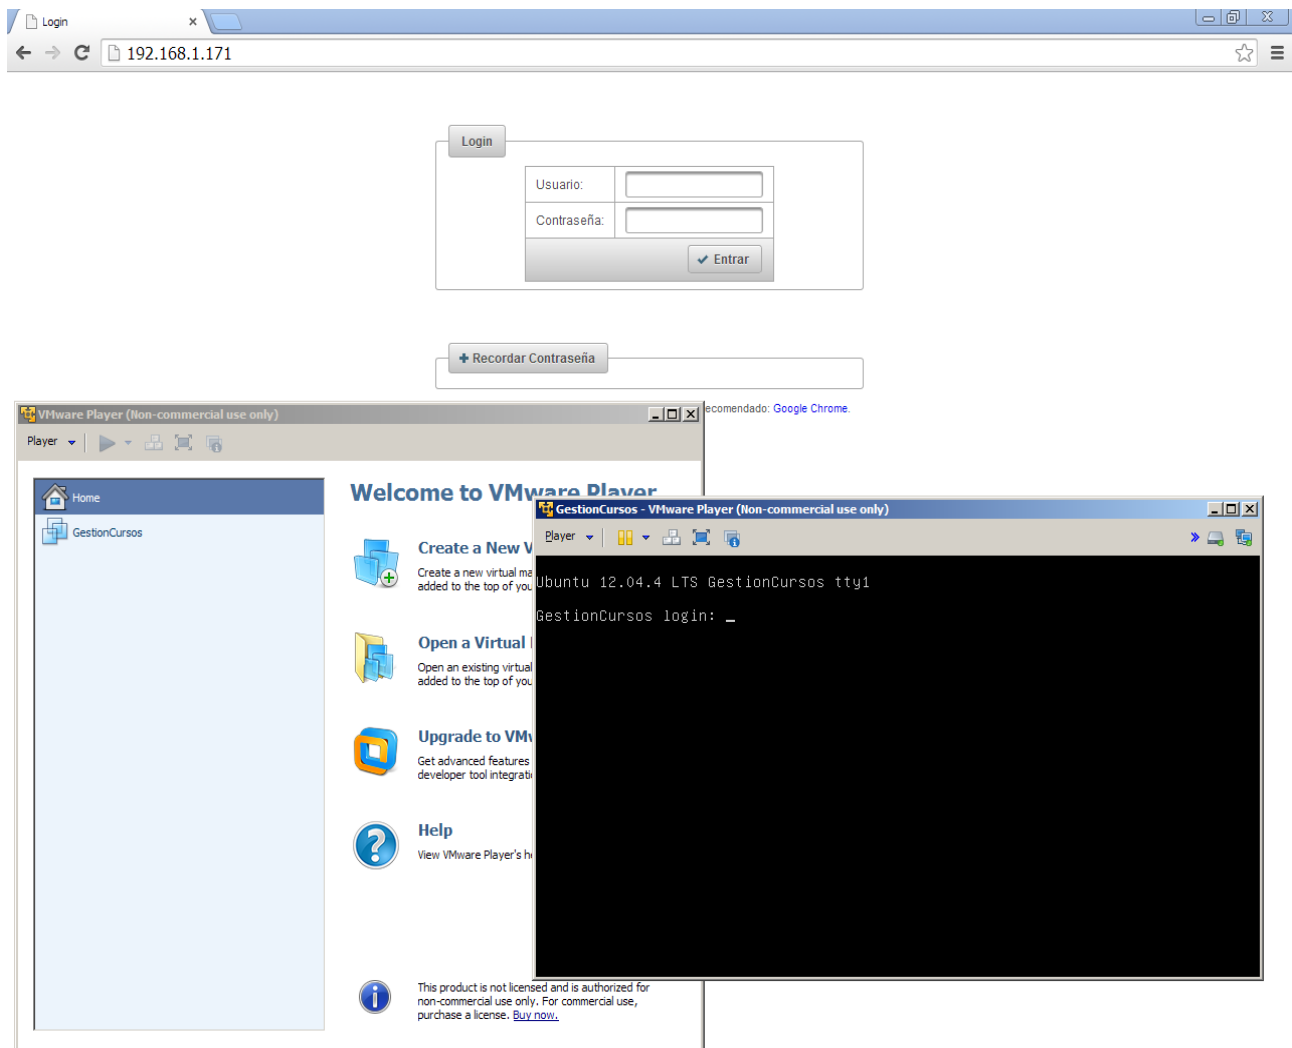 Login
192.168.1.171
Login
Usuario:
Contraseña:
Entrar
Recordar Contraseña
ecomendado: Google Chrome.
VMware Player (Non-commercial use only)
Player
Home
GestionCursos
Welcome to VMware Player
Create a New V
Create a new virtual ma
added to the top of you
Open a Virtual
Open an existing virtual
added to the top of you
Upgrade to VMw
Get advanced features
developer tool integrati
Help
View VMware Player's he
This product is not licensed and is authorized for
non-commercial use only. For commercial use,
purchase a license. Buy now.
GestionCursos - VMware Player (Non-commercial use only)
Player
Ubuntu 12.04.4 LTS GestionCursos tty1
GestionCursos login: _